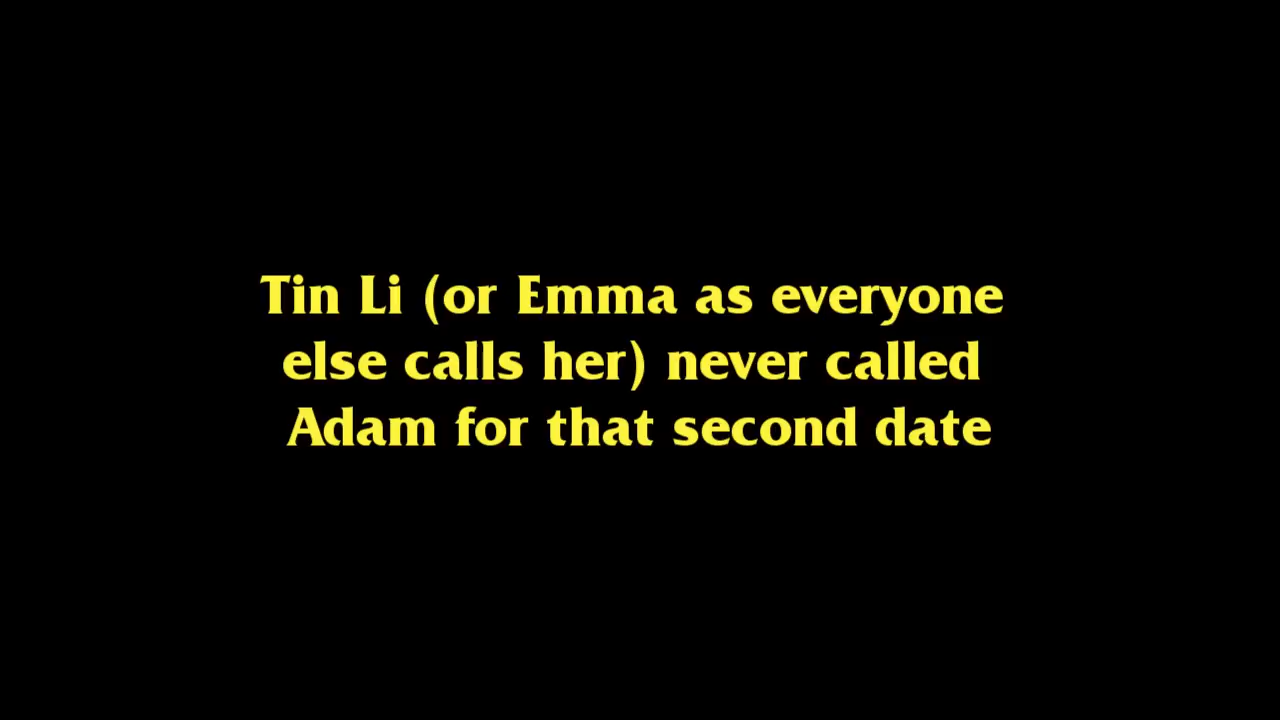 Tin Li (or Emma as everyone
else calls her) never called
Adam for that second date